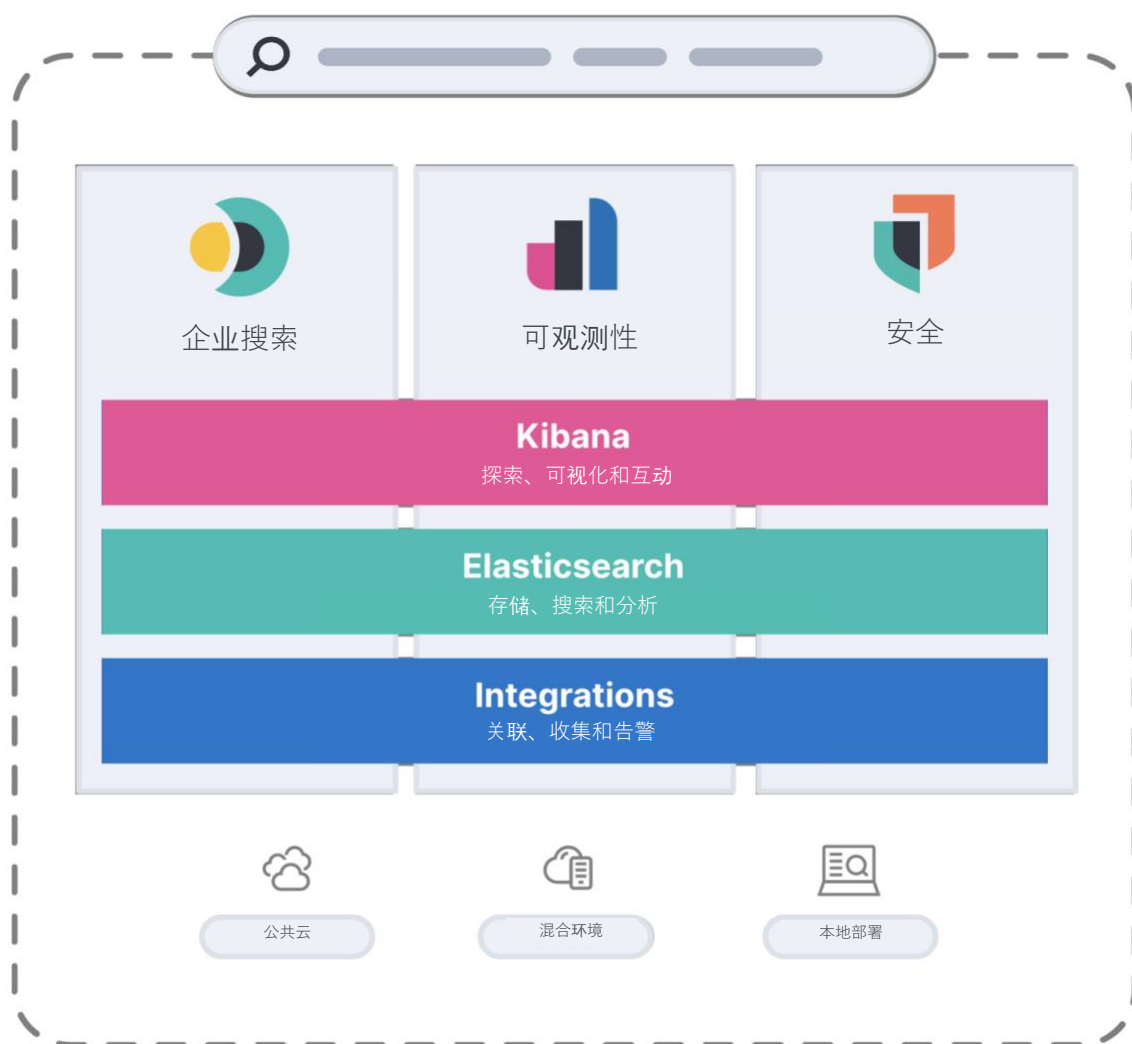 企业搜索
可观测性
安全
Kibana
探索、可视化和互动
Elasticsearch
存储、搜索和分析
Integrations
关联、收集和告警
公共云
混合环境
本地部署